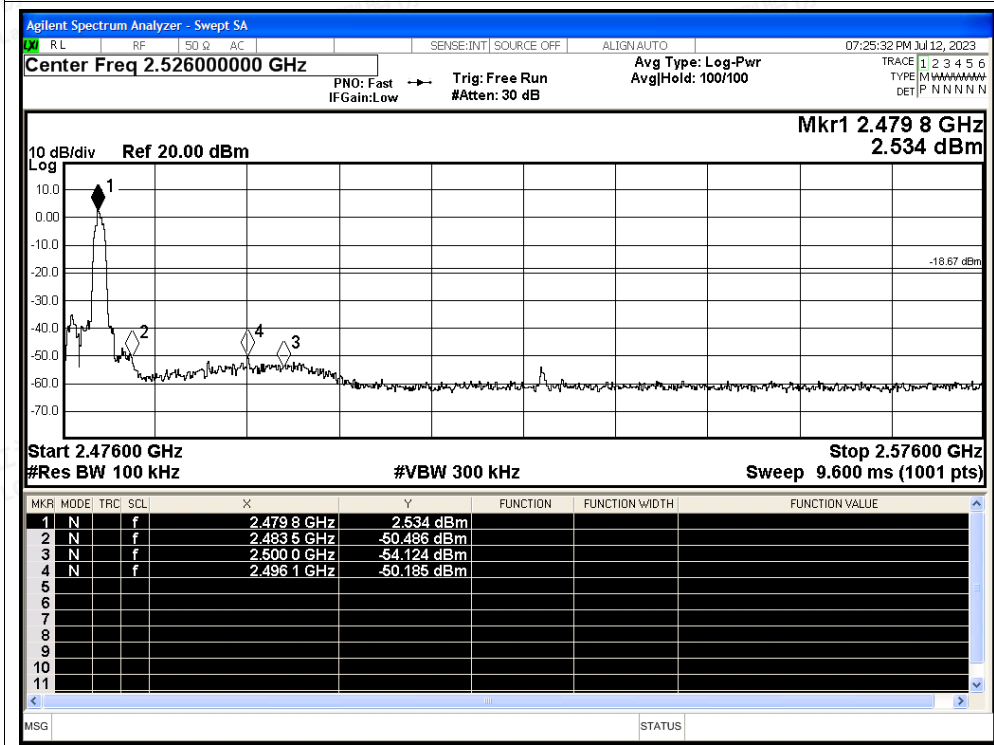 Agilent Spectrum Analyzer - Swept SA
LXI RL RF 50 Ω AC SENSE:INT SOURCE OFF ALIGN AUTO 07:25:32 PM Jul 12, 2023
Center Freq 2.526000000 GHz
PNO: Fast
IFGain:Low
Trig: Free Run
#Atten: 30 dB
Avg Type: Log-Pwr
Avg|Hold: 100/100
TRACE 1 2 3 4 5 6
TYPE M
DET P N N N N N
Mkr1 2.479 8 GHz
2.534 dBm
10 dB/div Ref 20.00 dBm
Log
10.0
0.00
-10.0
-20.0
-30.0
-40.0
-50.0
-60.0
-70.0
1
2
4
3
-18.67 dBm
Start 2.47600 GHz Stop 2.57600 GHz
#Res BW 100 kHz #VBW 300 kHz Sweep 9.600 ms (1001 pts)
MKR MODE TRC SCL X Y FUNCTION FUNCTION WIDTH FUNCTION VALUE
1 N f 2.479 8 GHz 2.534 dBm
2 N f 2.483 5 GHz -50.486 dBm
3 N f 2.500 0 GHz -54.124 dBm
4 N f 2.496 1 GHz -50.185 dBm
5
6
7
8
9
10
11
MSG STATUS